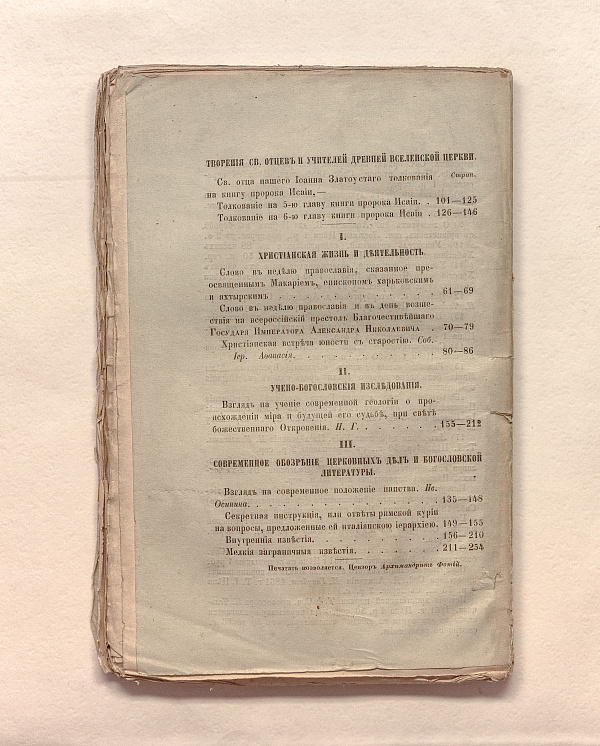 ТВОРЕНІЯ СВ. ОТЦЕВЪ И УЧИТЕЛЕЙ ДРЕВНЕЙ ВСЕЛЕНСКОЙ ЦЕРКВИ.
Св. отца нашего Іоанна Златоустаго толкованія Стран.
на книгу пророка Исаіи,—
Толкованіе на 5-ю главу книги пророка Исаіи. . 101—125
Толкованіе на 6-ю главу книги пророка Исаіи . 126—146
I.
ХРИСТІАНСКАЯ ЖИЗНЬ И ДѢЯТЕЛЬНОСТЬ.
Слово въ недѣлю православія, сказанное пре-
освященнымъ Макаріемъ, епископомъ харьковскимъ
и ахтырскимъ . . . . . . . . . . . . 61—69
Слово въ недѣлю православія и въ день возше-
ствія на всероссійскій престолъ Благочестивѣйшаго
Государя Императора Александра Николаевича . 70—79
Христіанская встрѣча юности съ старостію. Соб.
Іер. Аѳанасія. . . . . . . . . . . 80—86
II.
УЧЕНО-БОГОСЛОВСКІЯ ИЗСЛѢДОВАНІЯ.
Взглядъ на ученіе современной геологіи о про-
исхожденіи міра и будущей его судьбѣ, при свѣтѣ
божественнаго Откровенія. Н. Г. . . . . . . 155—212
III.
СОВРЕМЕННОЕ ОБОЗРѢНІЕ ЦЕРКОВНЫХЪ ДѢЛЪ И БОГОСЛОВСКОЙ
ЛИТЕРАТУРЫ.
Взглядъ на современное положеніе папства. Ив.
Осинина. . . . . . . . . . . . . . 135—148
Секретная инструкція, или отвѣты римской куріи
на вопросы, предложенные ей италіанскою іерархіею. 149—155
Внутреннія извѣстія. . . . . . . . . . 156—210
Мелкія заграничныя извѣстія. . . . . . . 211—254
Печатать позволяется. Цензоръ Архимандритъ Фотій.